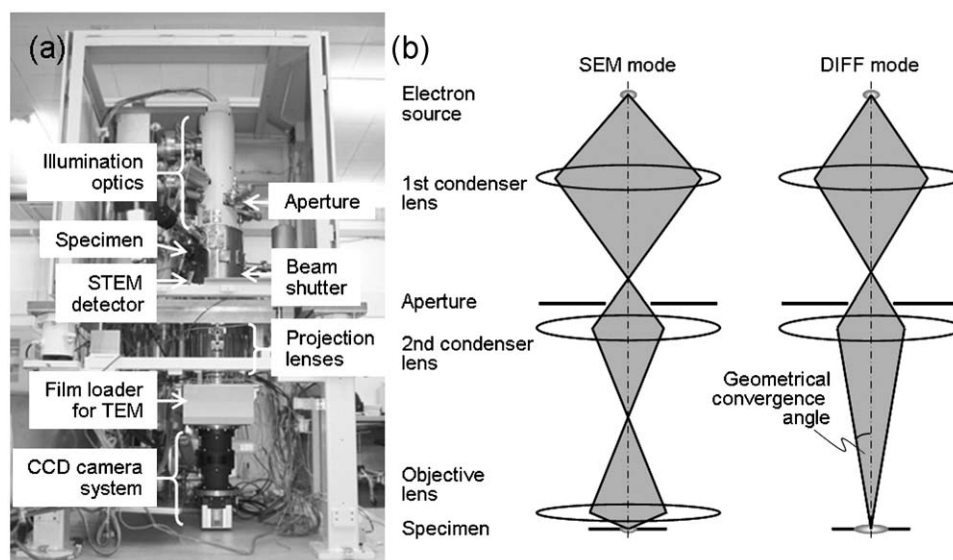 (a)
Illumination
optics
Aperture
Specimen
STEM
detector
Beam
shutter
Projection
lenses
Film loader
for TEM
CCD camera
system
(b)
SEM mode
DIFF mode
Electron
source
1st condenser
lens
Aperture
2nd condenser
lens
Geometrical
convergence
angle
Objective
lens
Specimen